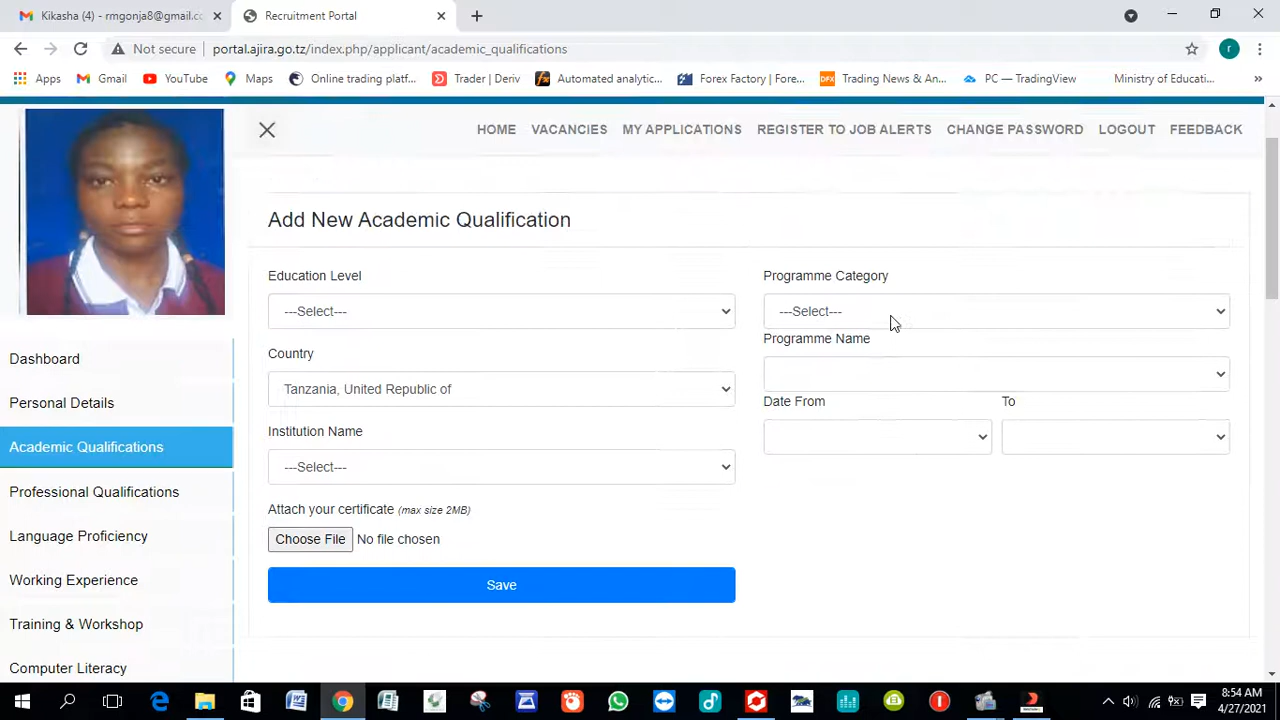 Kikasha (4) - rmgonja8@gmail.co
Recruitment Portal
Not secure portal.ajira.go.tz/index.php/applicant/academic_qualifications
r
Apps Gmail YouTube Maps Online trading platf... Trader | Deriv Automated analytic... Forex Factory | Fore... Trading News & An... PC — TradingView Ministry of Educati... »
HOME VACANCIES MY APPLICATIONS REGISTER TO JOB ALERTS CHANGE PASSWORD LOGOUT FEEDBACK
Dashboard
Personal Details
Academic Qualifications
Professional Qualifications
Language Proficiency
Working Experience
Training & Workshop
Computer Literacy
Add New Academic Qualification
Education Level
---Select---
Country
Tanzania, United Republic of
Institution Name
---Select---
Attach your certificate (max size 2MB)
Choose File No file chosen
Save
Programme Category
---Select---
Programme Name
Date From To
8:54 AM
4/27/2021